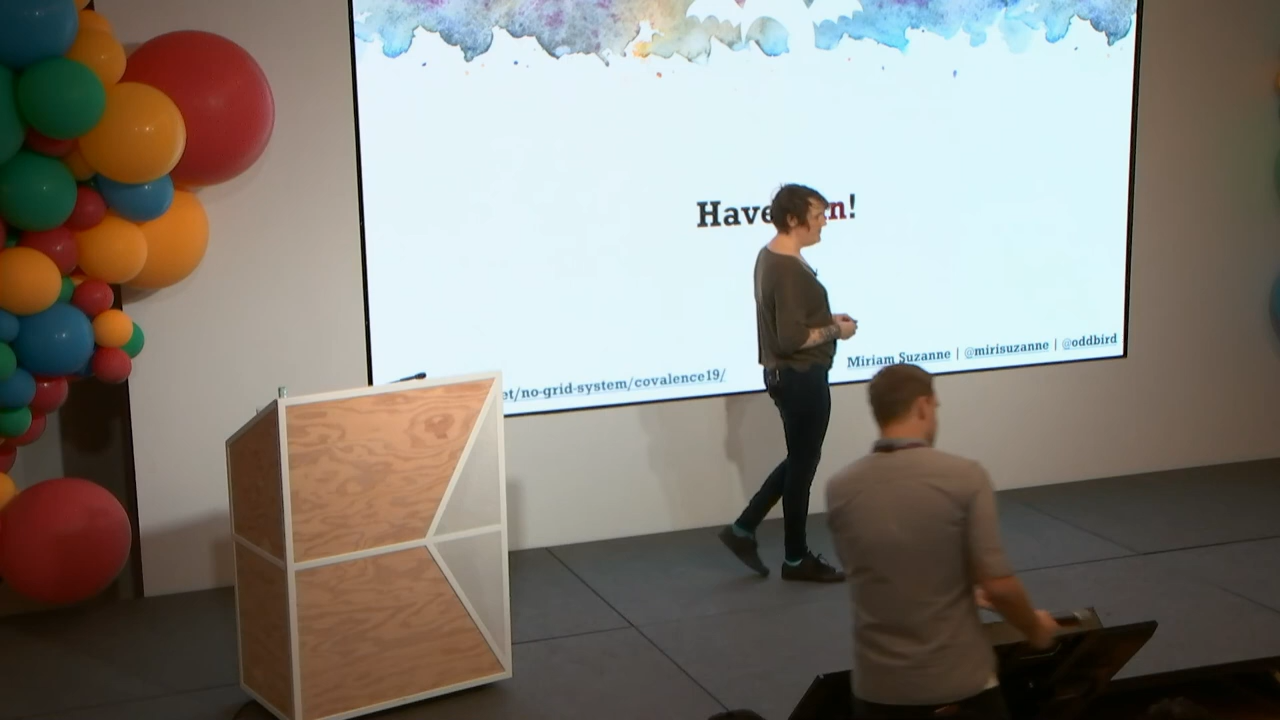 Have n!
et/no-grid-system/covalence19/
Miriam Suzanne | @mirisuzanne | @oddbird